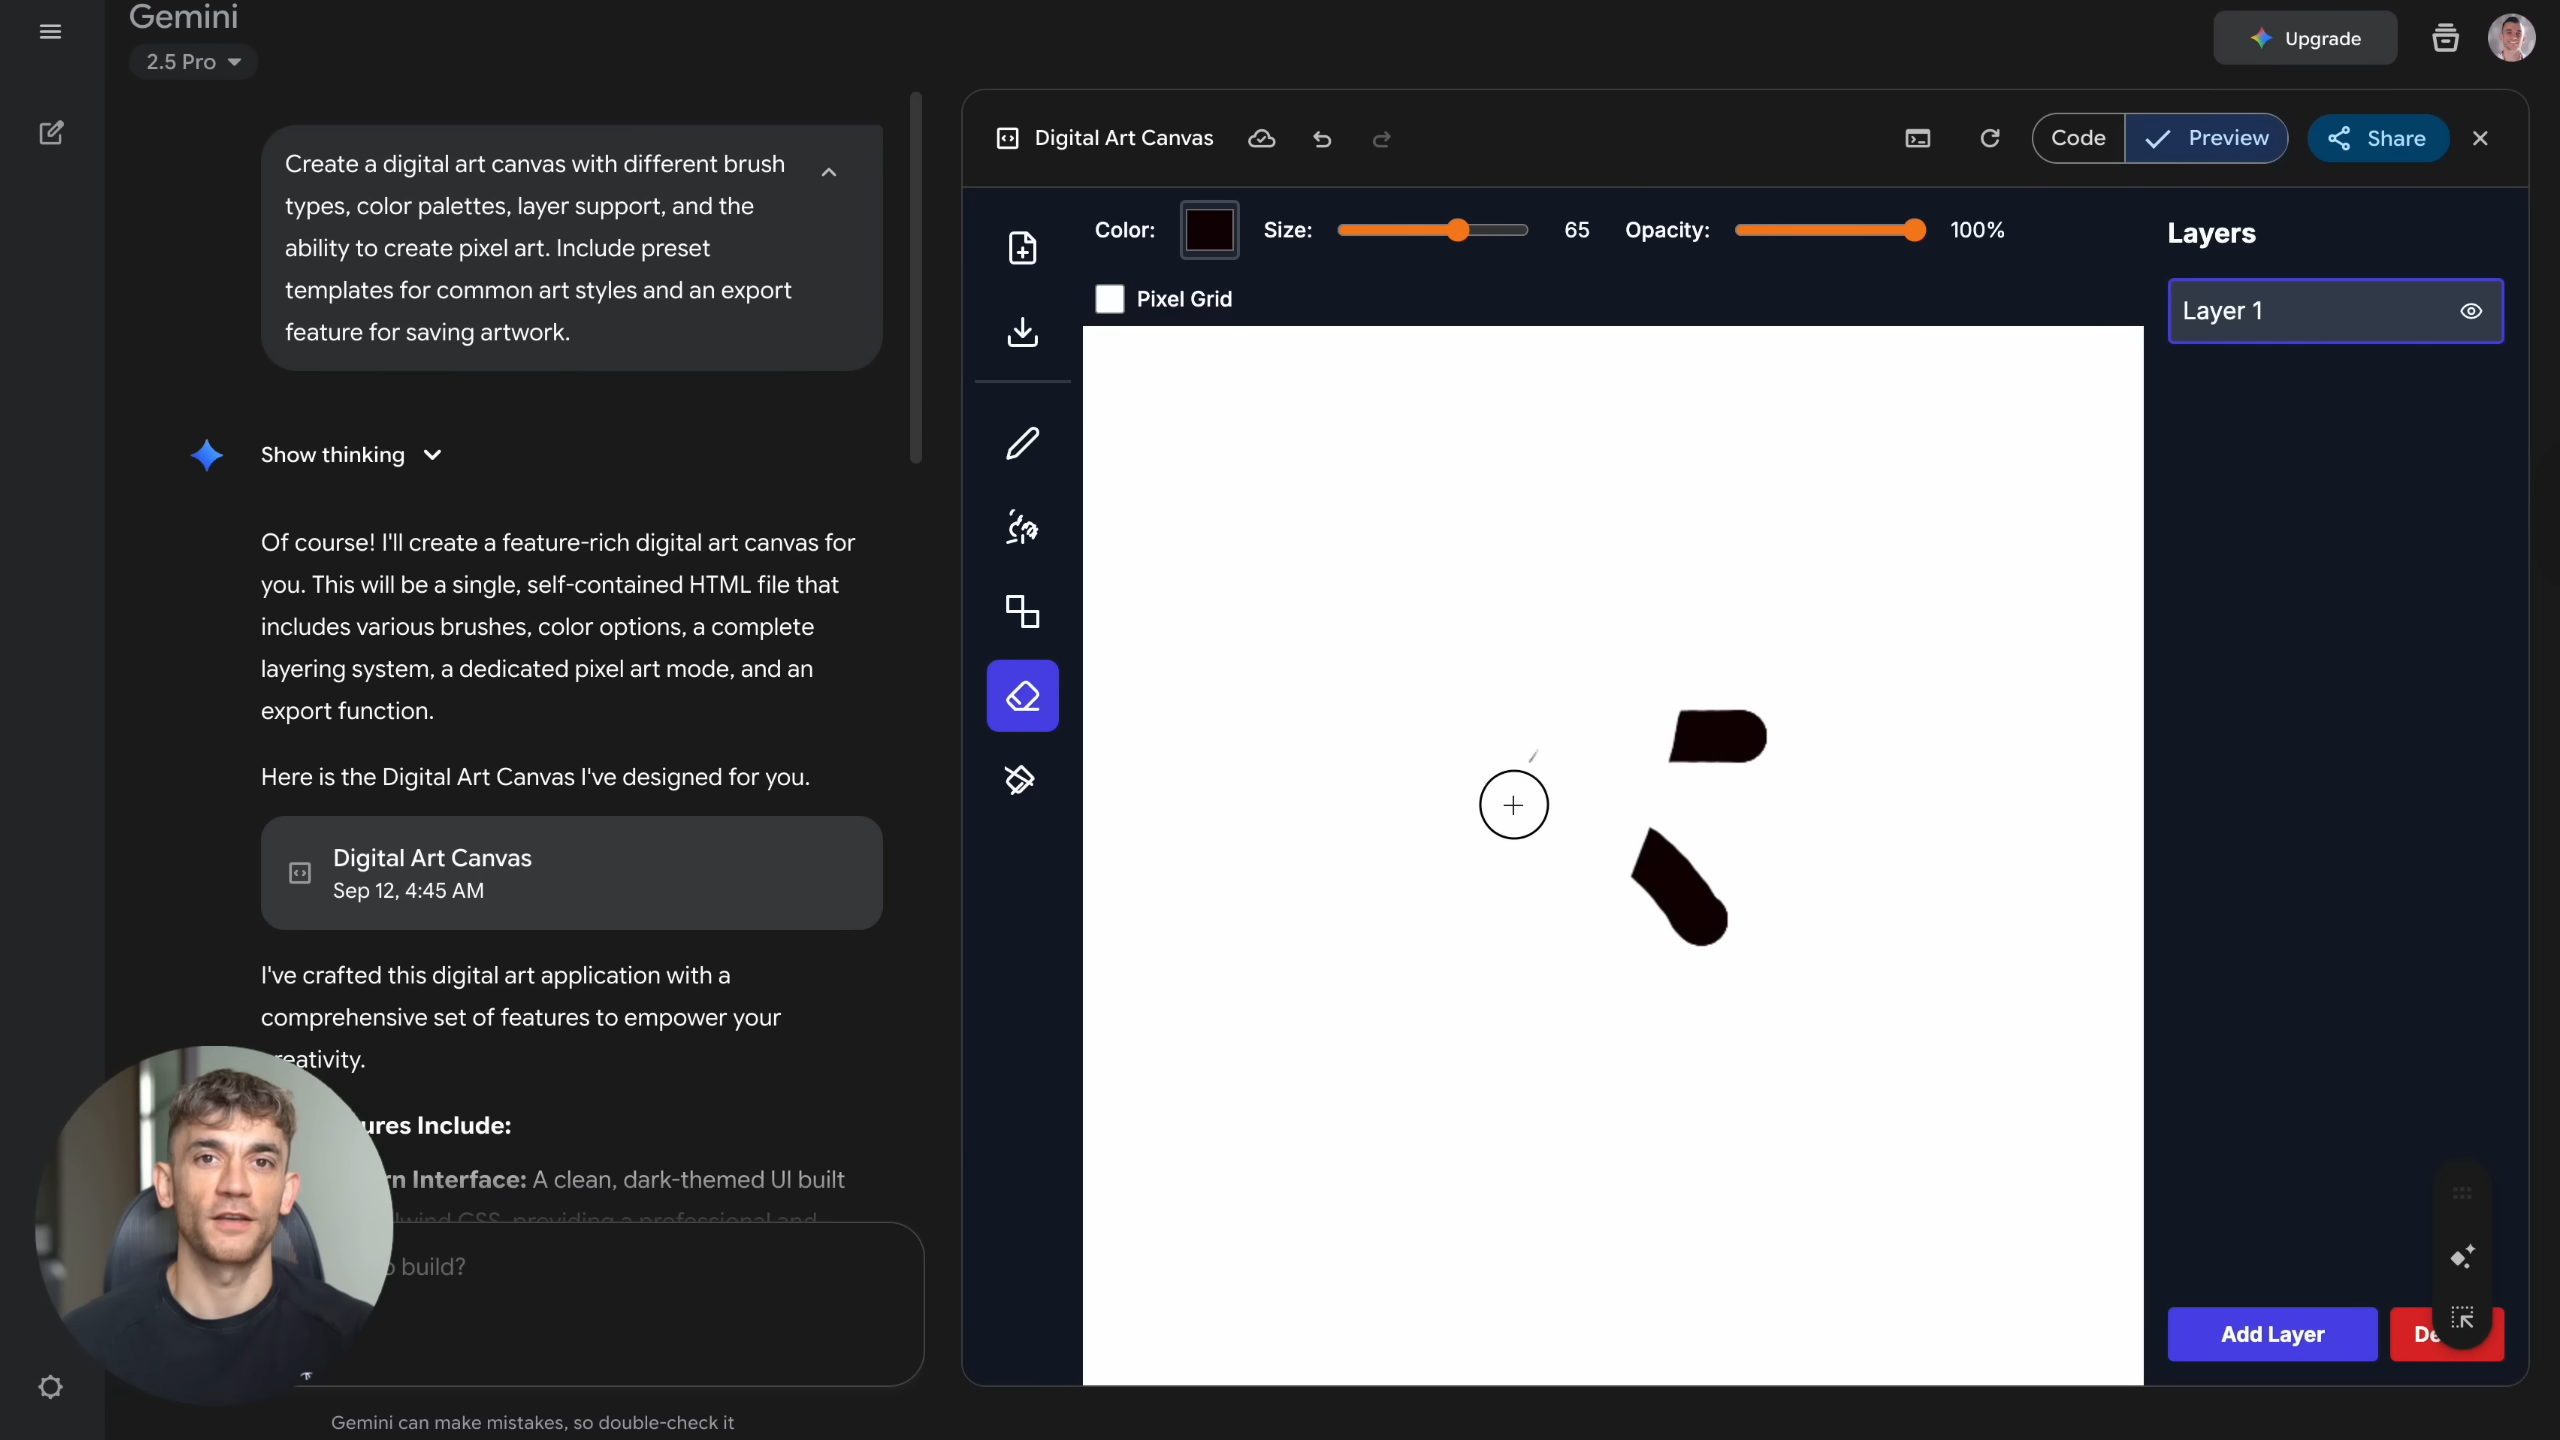 Gemini
2.5 Pro
Upgrade
Create a digital art canvas with different brush
types, color palettes, layer support, and the
ability to create pixel art. Include preset
templates for common art styles and an export
feature for saving artwork.
Show thinking
Of course! I'll create a feature-rich digital art canvas for
you. This will be a single, self-contained HTML file that
includes various brushes, color options, a complete
layering system, a dedicated pixel art mode, and an
export function.
Here is the Digital Art Canvas I've designed for you.
Digital Art Canvas
Sep 12, 4:45 AM
I've crafted this digital art application with a
comprehensive set of features to empower your
reativity.
ures Include:
rn Interface: A clean, dark-themed UI built
lwind CSS, providing a professional and
build?
Gemini can make mistakes, so double-check it
Digital Art Canvas
Code
Preview
Share
Color:
Size:
65
Opacity:
100%
Pixel Grid
Layers
Layer 1
Add Layer
De